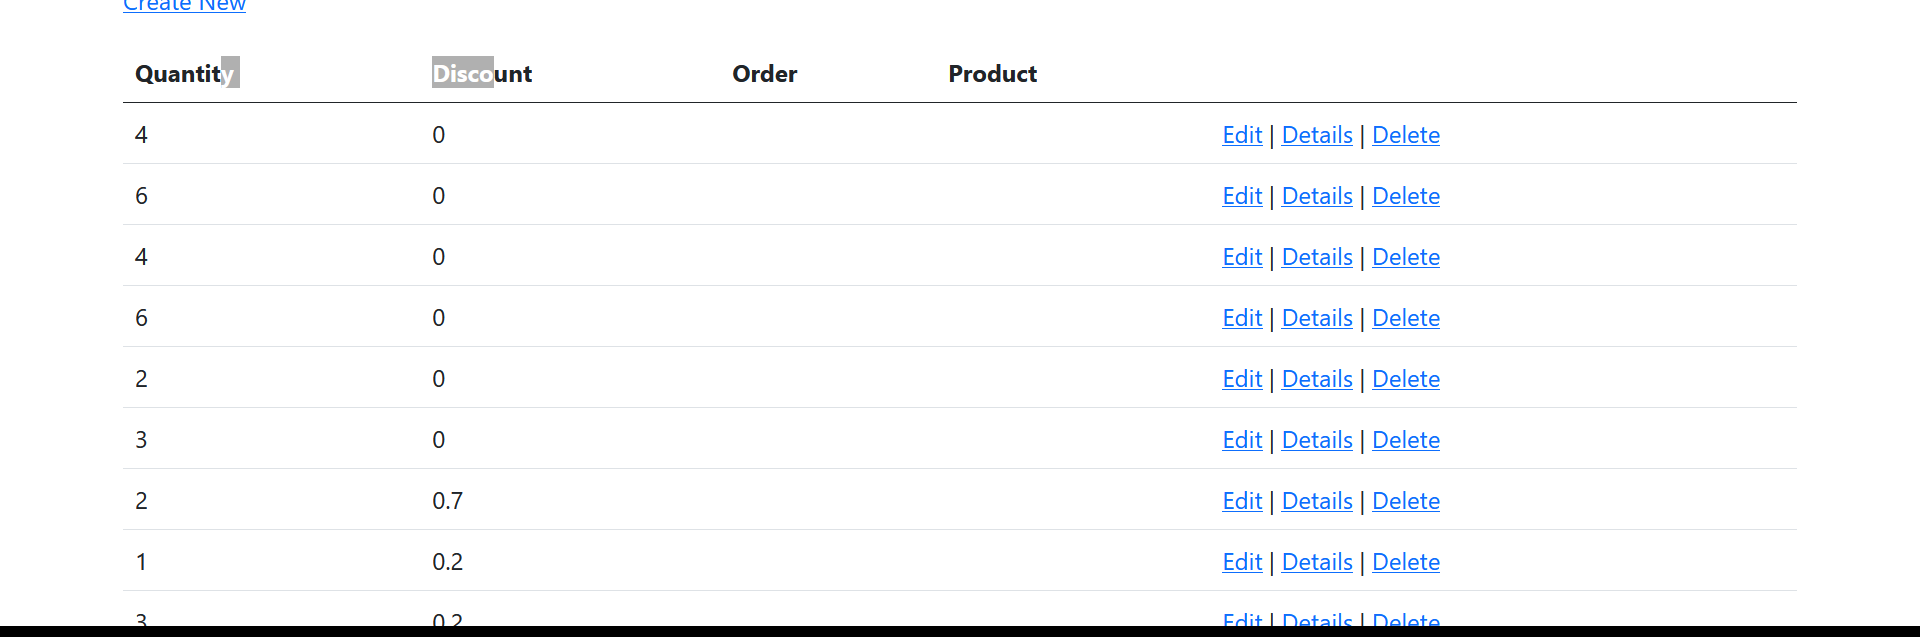 Create New
Quantity Discount Order Product
4 0 Edit | Details | Delete
6 0 Edit | Details | Delete
4 0 Edit | Details | Delete
6 0 Edit | Details | Delete
2 0 Edit | Details | Delete
3 0 Edit | Details | Delete
2 0.7 Edit | Details | Delete
1 0.2 Edit | Details | Delete
3 0.2 Edit | Details | Delete